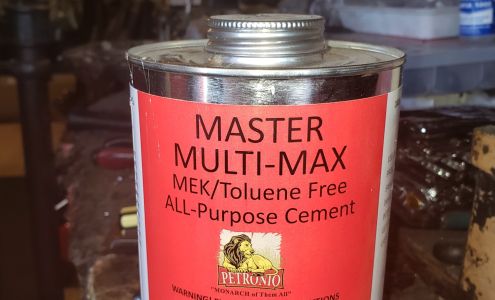 MASTER
MULTI-MAX
MEK/Toluene Free
ALL-Purpose Cement
PETRONIO
"MONARCH of Them All"
WARNING!